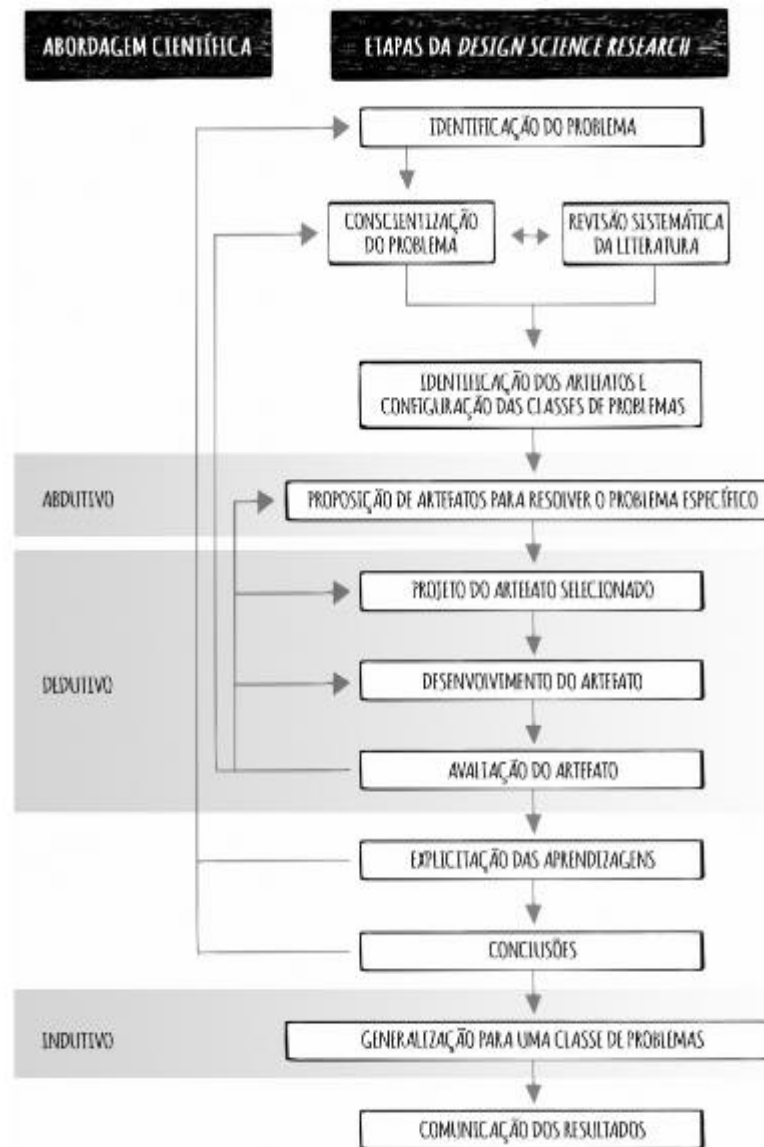 ABORDAGEM CIENTÍFICA
ETAPAS DA DESIGN SCIENCE RESEARCH
IDENTIFICAÇÃO DO PROBLEMA
CONSCIENTIZAÇÃO
DO PROBLEMA
REVISÃO SISTEMÁTICA
DA LITERATURA
IDENTIFICAÇÃO DOS ARTEFATOS E
CONFIGURAÇÃO DAS CLASSES DE PROBLEMAS
ABDUTIVO
PROPOSIÇÃO DE ARTEFATOS PARA RESOLVER O PROBLEMA ESPECÍFICO
PROJETO DO ARTEFATO SELECIONADO
DEDUTIVO
DESENVOLVIMENTO DO ARTEFATO
AVALIAÇÃO DO ARTEFATO
EXPLICITAÇÃO DAS APRENDIZAGENS
CONCLUSÕES
INDUTIVO
GENERALIZAÇÃO PARA UMA CLASSE DE PROBLEMAS
COMUNICAÇÃO DOS RESULTADOS